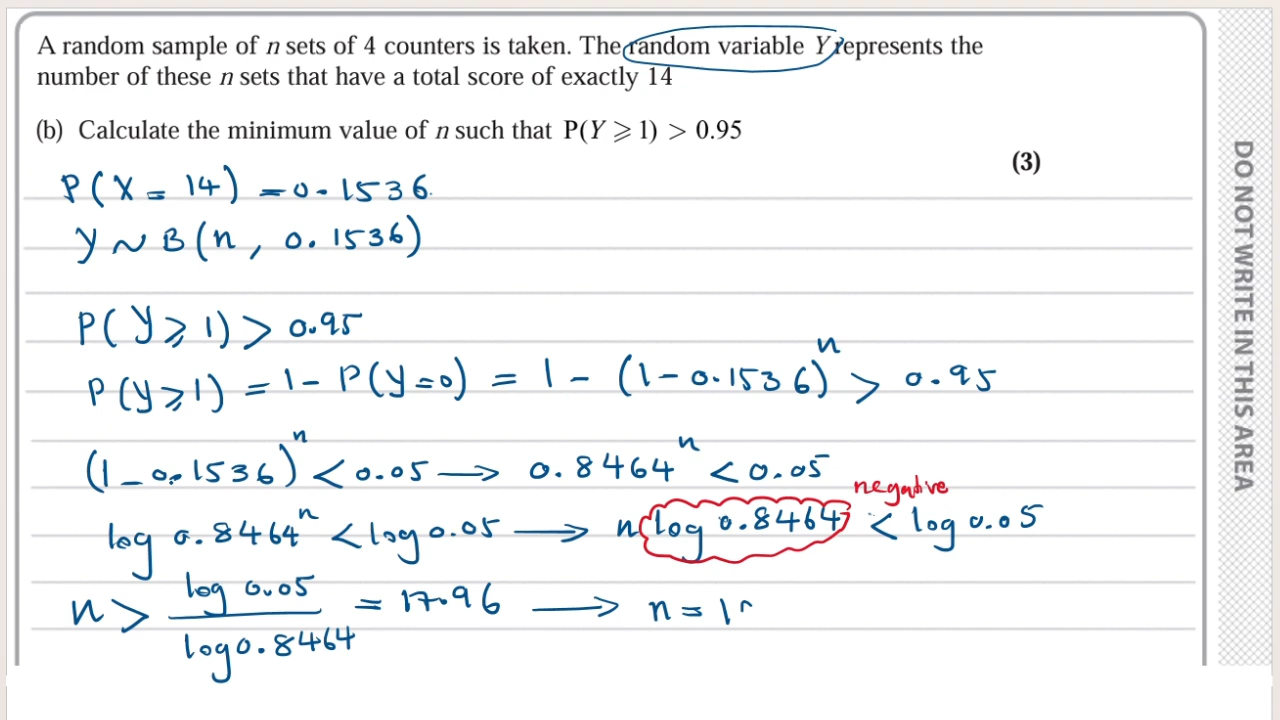 A random sample of n sets of 4 counters is taken. The random variable Y represents the
number of these n sets that have a total score of exactly 14
(b) Calculate the minimum value of n such that P(Y ⩾ 1) > 0.95
(3)
P(X = 14) = 0.1536
Y ~ B(n, 0.1536)
P(Y ⩾ 1) > 0.95
P(Y ⩾ 1) = 1 - P(Y = 0) = 1 - (1 - 0.1536)^n > 0.95
(1 - 0.1536)^n < 0.05 → 0.8464^n < 0.05
negative
log 0.8464^n < log 0.05 → n log 0.8464 < log 0.05
n > log 0.05 / log 0.8464 = 17.96 → n = 1
DO NOT WRITE IN THIS AREA